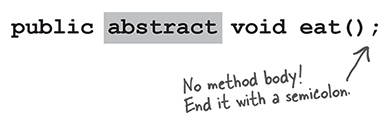 public abstract void eat();
No method body!
End it with a semicolon.